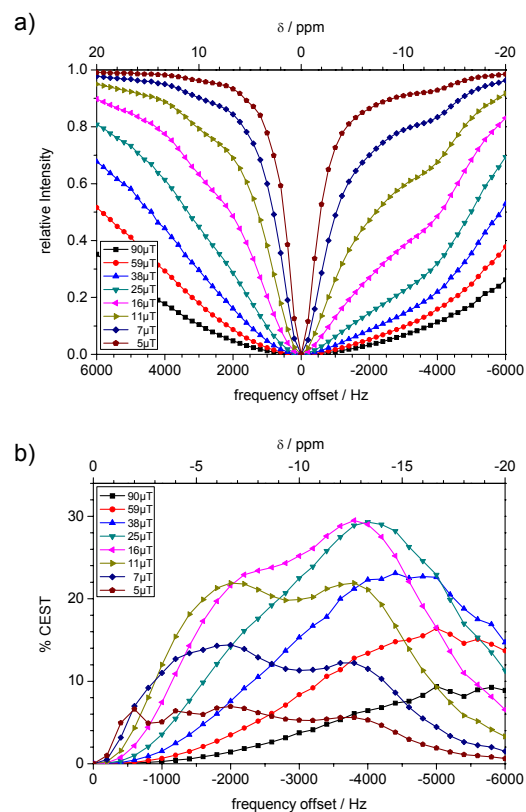 a)
δ / ppm
20 10 0 -10 -20
1.0
0.8
0.6
0.4
0.2
0.0
relative Intensity
90µT
59µT
38µT
25µT
16µT
11µT
7µT
5µT
6000 4000 2000 0 -2000 -4000 -6000
frequency offset / Hz
b)
δ / ppm
0 -5 -10 -15 -20
30
20
10
0
% CEST
90µT
59µT
38µT
25µT
16µT
11µT
7µT
5µT
0 -1000 -2000 -3000 -4000 -5000 -6000
frequency offset / Hz